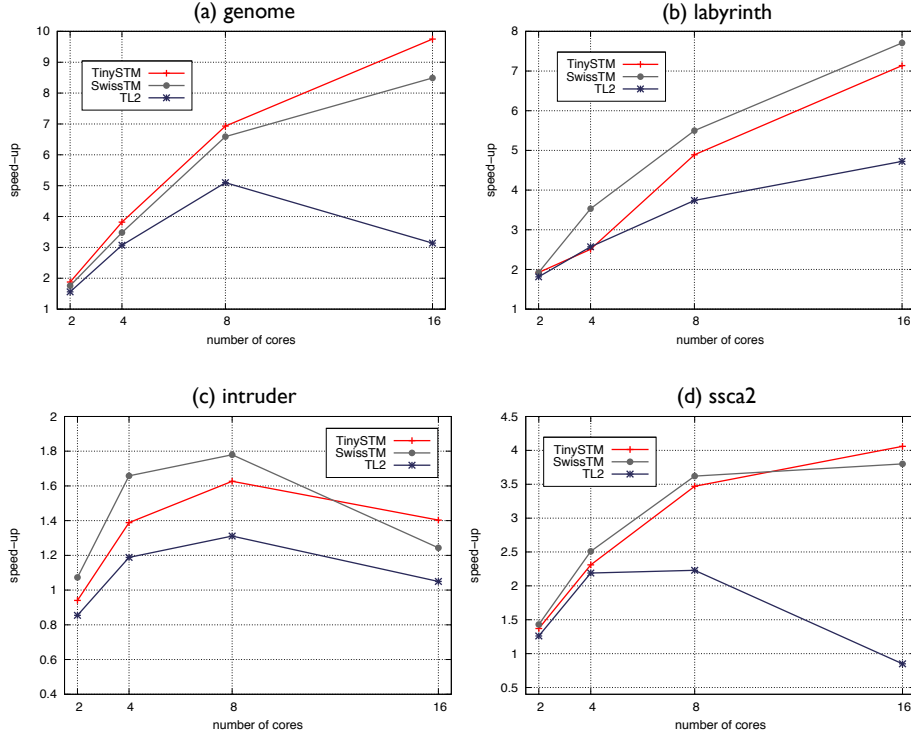 (a) genome
10
9
8
7
6
5
4
3
2
1
speed-up
TinySTM
SwissTM
TL2
2 4 8 16
number of cores
(b) labyrinth
8
7
6
5
4
3
2
1
speed-up
TinySTM
SwissTM
TL2
2 4 8 16
number of cores
(c) intruder
2
1.8
1.6
1.4
1.2
1
0.8
0.6
0.4
speed-up
TinySTM
SwissTM
TL2
2 4 8 16
number of cores
(d) ssca2
4.5
4
3.5
3
2.5
2
1.5
1
0.5
speed-up
TinySTM
SwissTM
TL2
2 4 8 16
number of cores